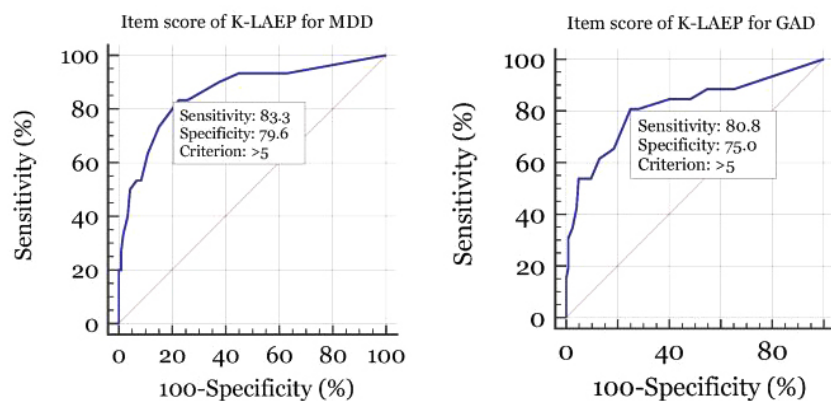 Item score of K-LAEP for MDD
Sensitivity (%)
100
80
60
40
20
0
Sensitivity: 83.3
Specificity: 79.6
Criterion: >5
0 20 40 60 80 100
100-Specificity (%)
Item score of K-LAEP for GAD
Sensitivity (%)
100
80
60
40
20
0
Sensitivity: 80.8
Specificity: 75.0
Criterion: >5
0 40 80
100-Specificity (%)